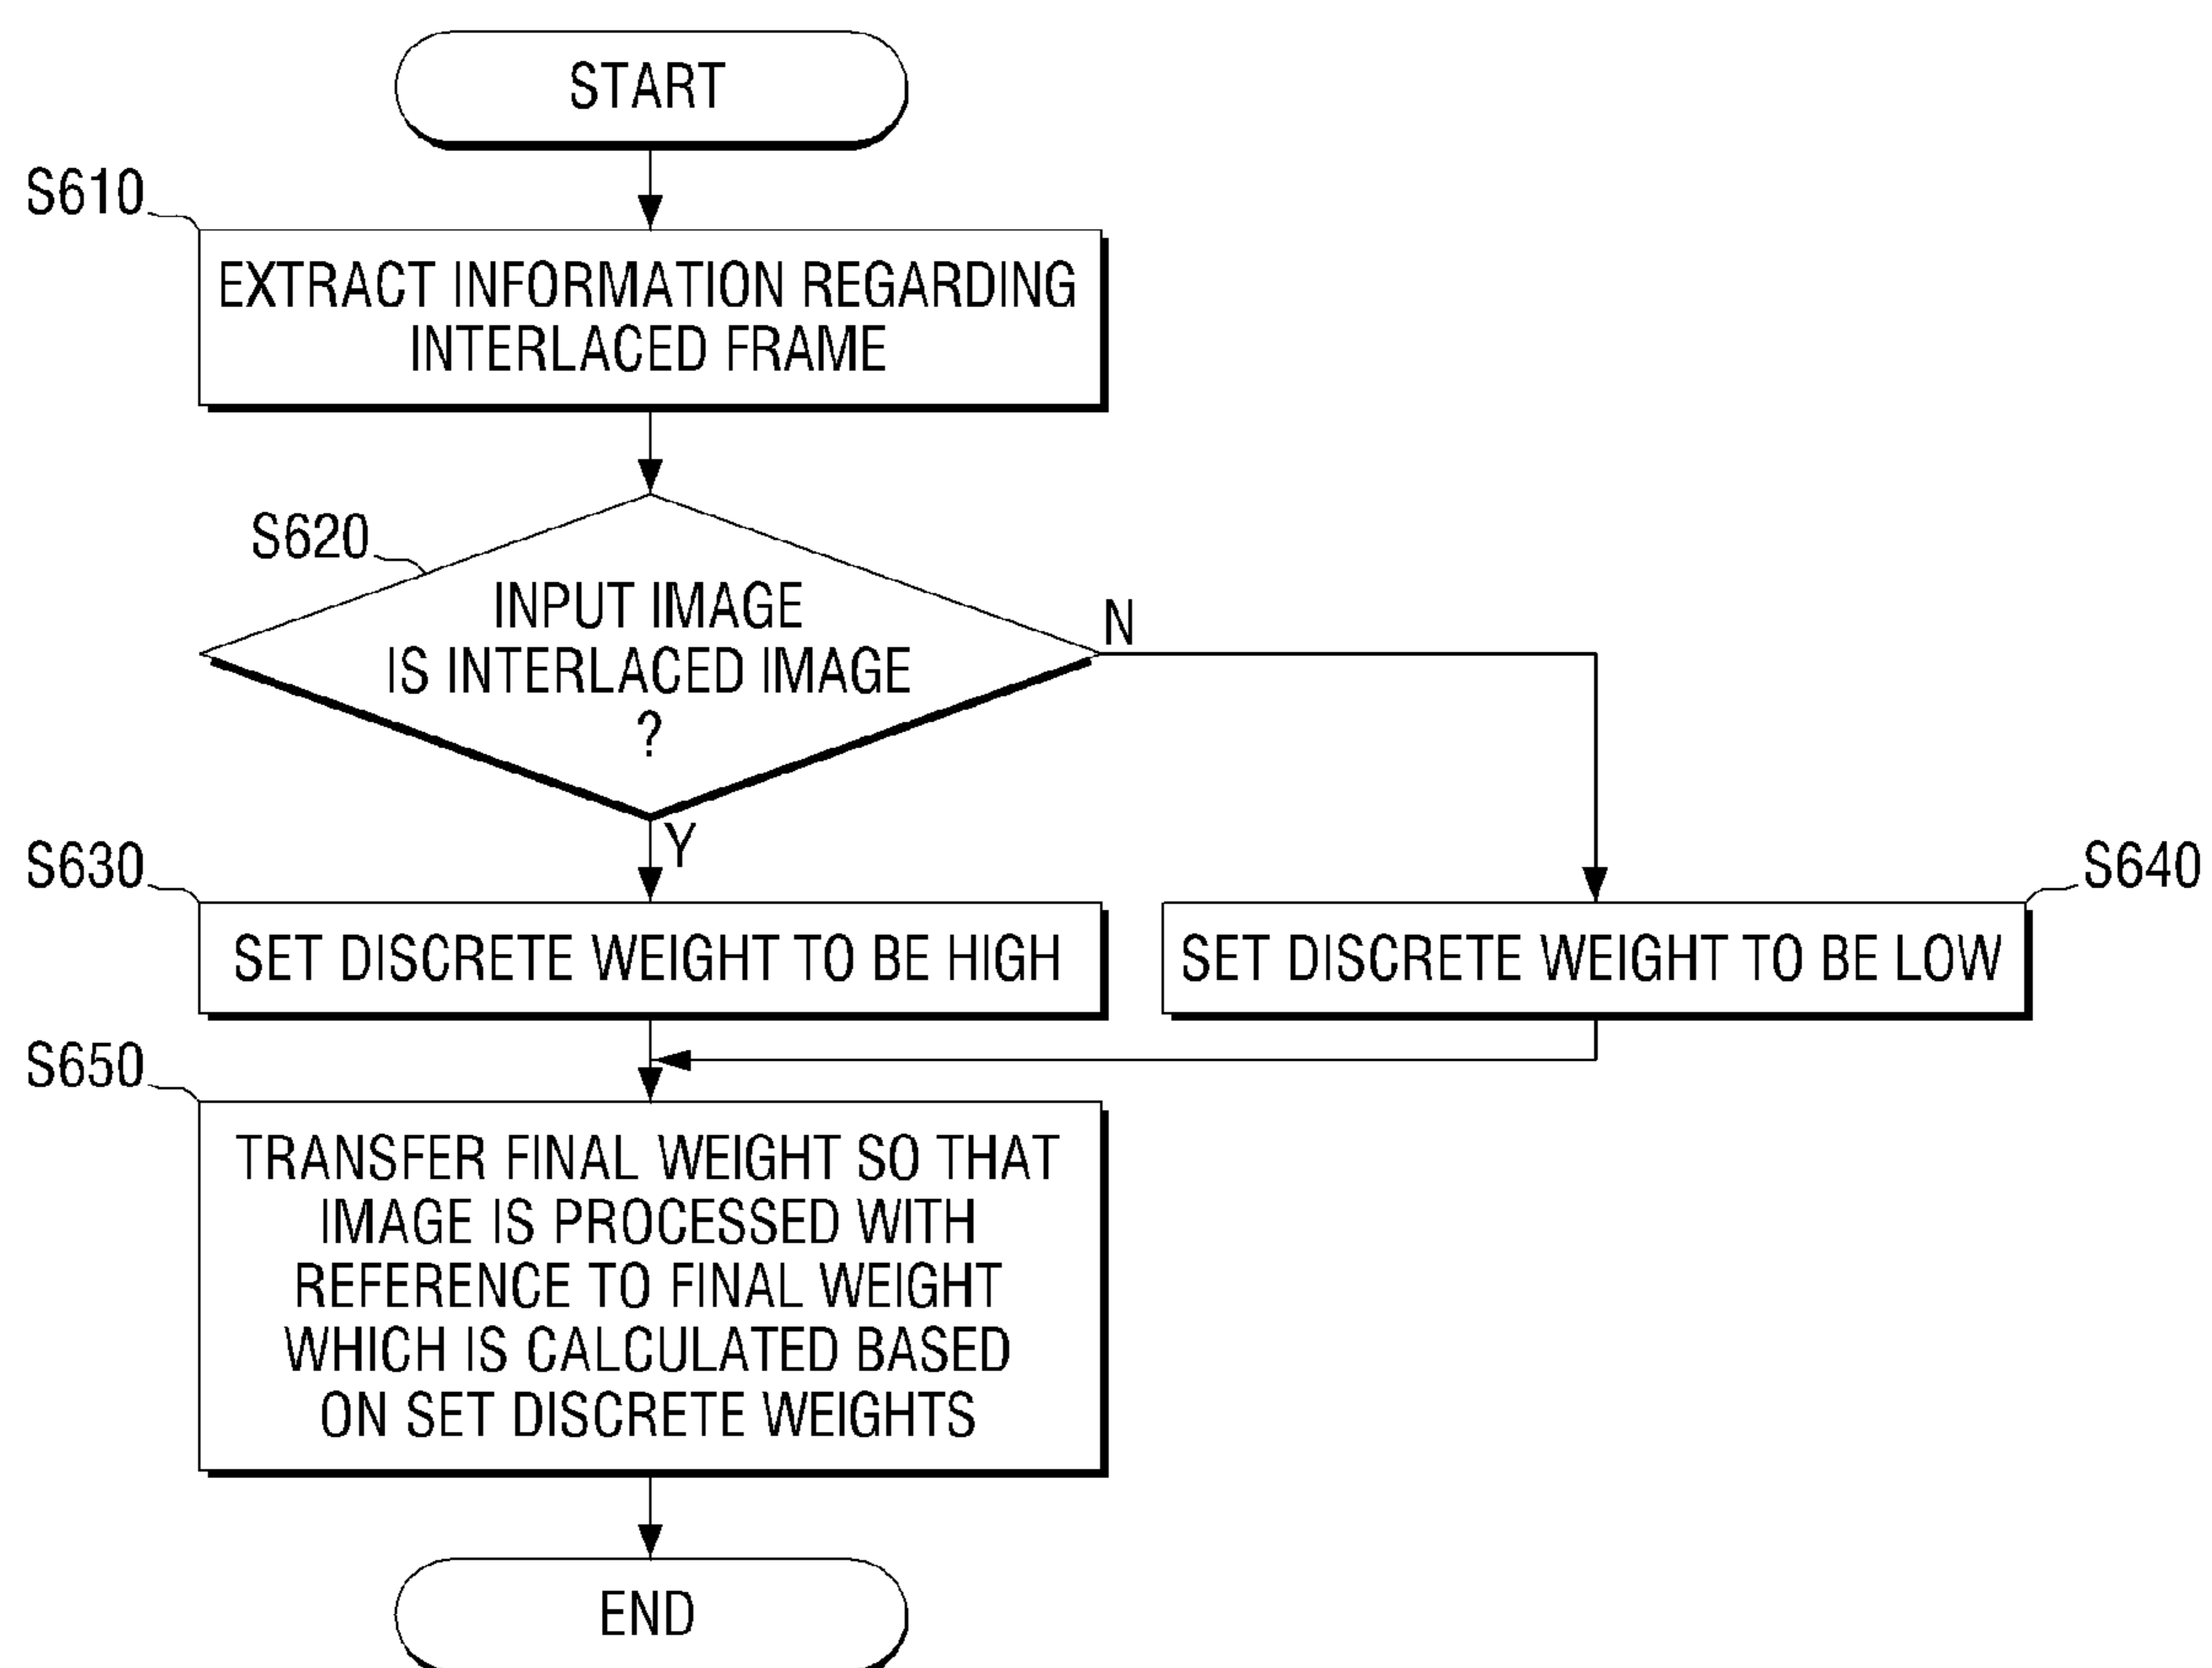 START
S610
EXTRACT INFORMATION REGARDING
INTERLACED FRAME
S620
INPUT IMAGE
IS INTERLACED IMAGE
?
N
Y
S630
SET DISCRETE WEIGHT TO BE HIGH
S640
SET DISCRETE WEIGHT TO BE LOW
S650
TRANSFER FINAL WEIGHT SO THAT
IMAGE IS PROCESSED WITH
REFERENCE TO FINAL WEIGHT
WHICH IS CALCULATED BASED
ON SET DISCRETE WEIGHTS
END